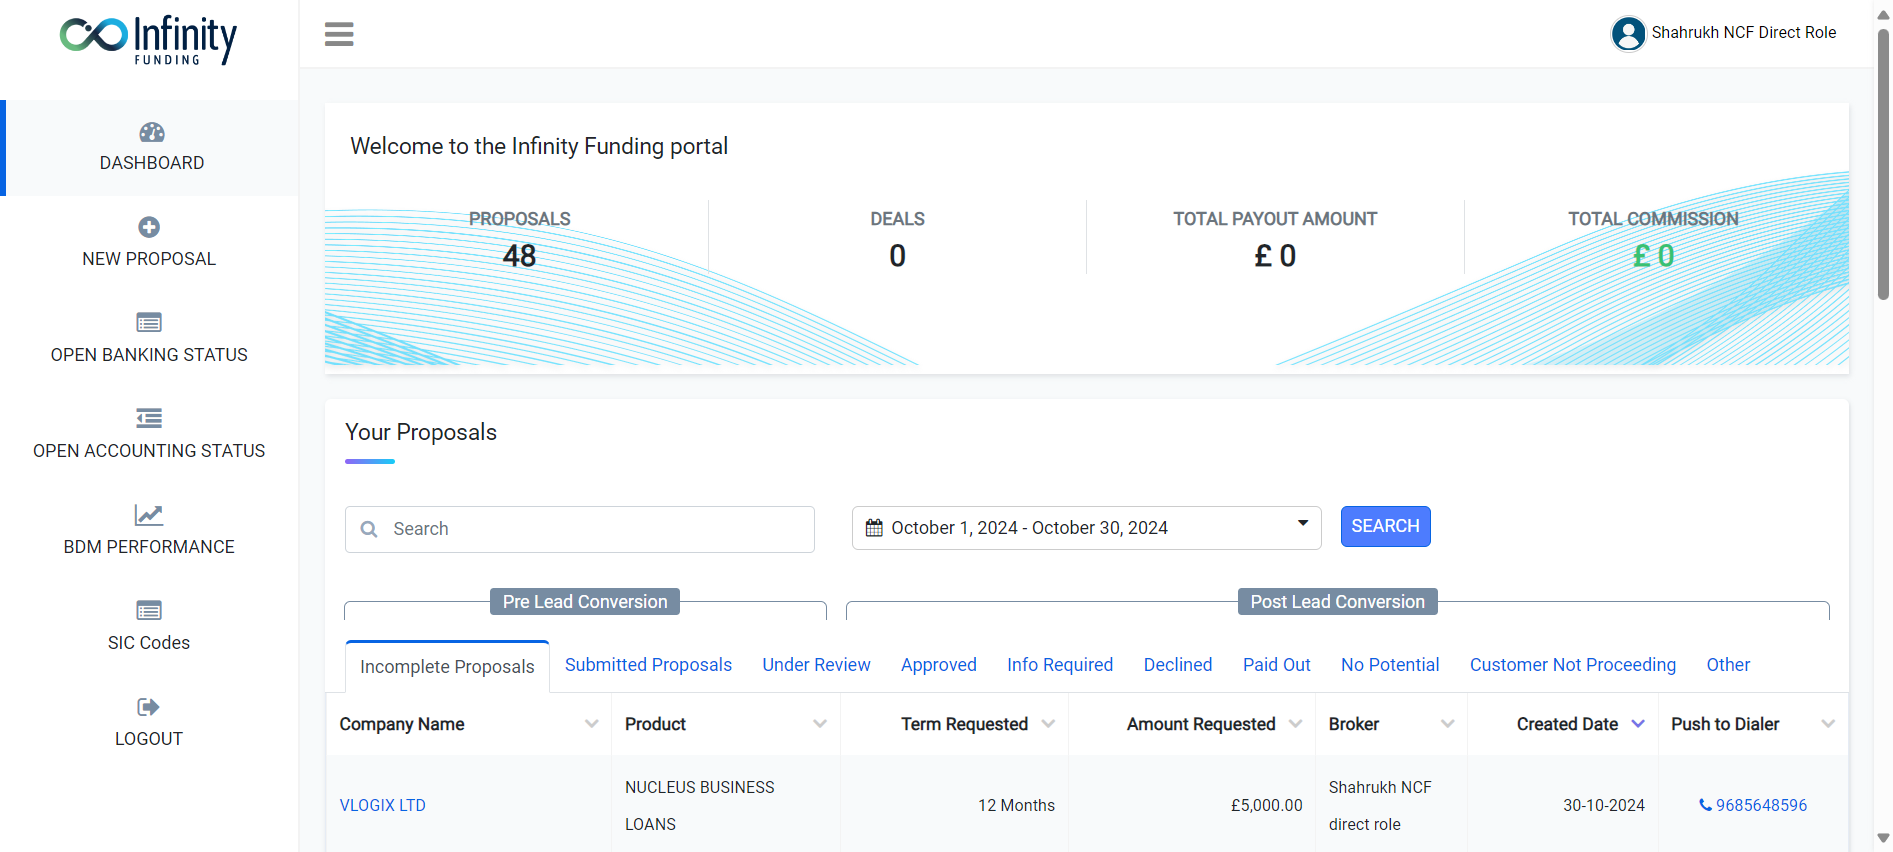 Infinity
FUNDING
Shahrukh NCF Direct Role
DASHBOARD
NEW PROPOSAL
OPEN BANKING STATUS
OPEN ACCOUNTING STATUS
BDM PERFORMANCE
SIC Codes
LOGOUT
Welcome to the Infinity Funding portal
PROPOSALS DEALS TOTAL PAYOUT AMOUNT TOTAL COMMISSION
48 0 £ 0 £ 0
Your Proposals
Search October 1, 2024 - October 30, 2024 SEARCH
Pre Lead Conversion Post Lead Conversion
Incomplete Proposals Submitted Proposals Under Review Approved Info Required Declined Paid Out No Potential Customer Not Proceeding Other
Company Name Product Term Requested Amount Requested Broker Created Date Push to Dialer
VLOGIX LTD NUCLEUS BUSINESS LOANS 12 Months £5,000.00 Shahrukh NCF direct role 30-10-2024 9685648596